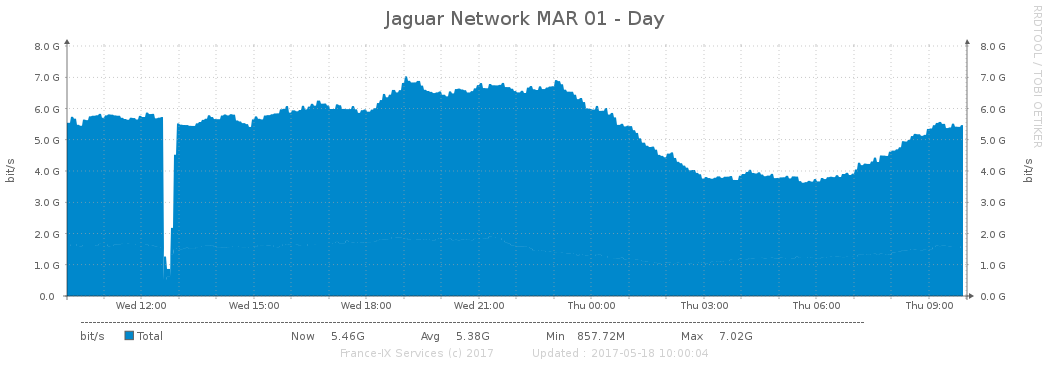 Jaguar Network MAR 01 - Day
RRDTOOL / TOBI OETIKER
8.0 G 8.0 G
7.0 G 7.0 G
6.0 G 6.0 G
5.0 G 5.0 G
4.0 G 4.0 G
3.0 G 3.0 G
2.0 G 2.0 G
1.0 G 1.0 G
0.0 0.0 G
bit/s
bit/s
Wed 12:00 Wed 15:00 Wed 18:00 Wed 21:00 Thu 00:00 Thu 03:00 Thu 06:00 Thu 09:00
bit/s Total Now 5.46G Avg 5.38G Min 857.72M Max 7.02G
France-IX Services (c) 2017 Updated : 2017-05-18 10:00:04